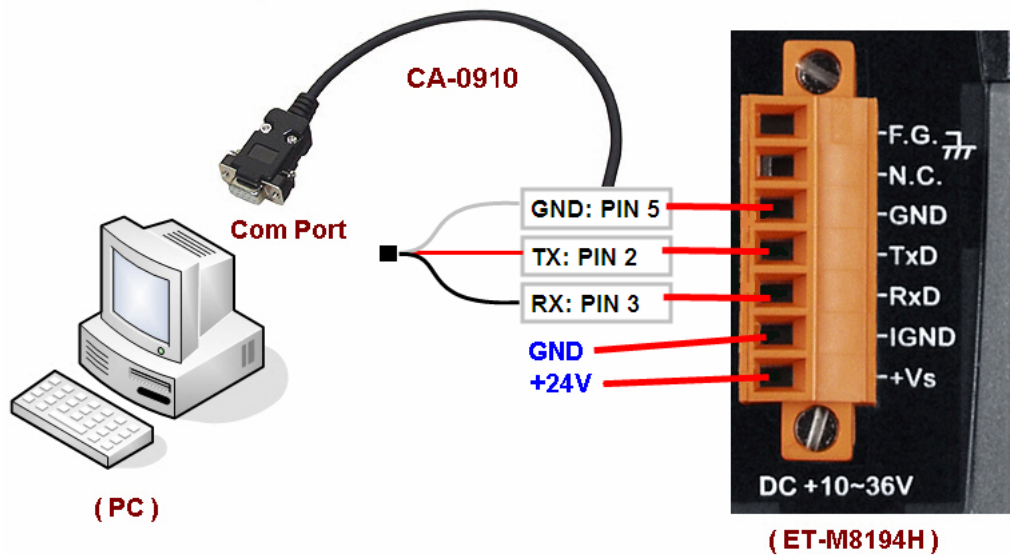 CA-0910
Com Port
GND: PIN 5
TX: PIN 2
RX: PIN 3
GND
+24V
F.G.
N.C.
GND
TxD
RxD
IGND
+Vs
DC +10~36V
( PC )
( ET-M8194H )